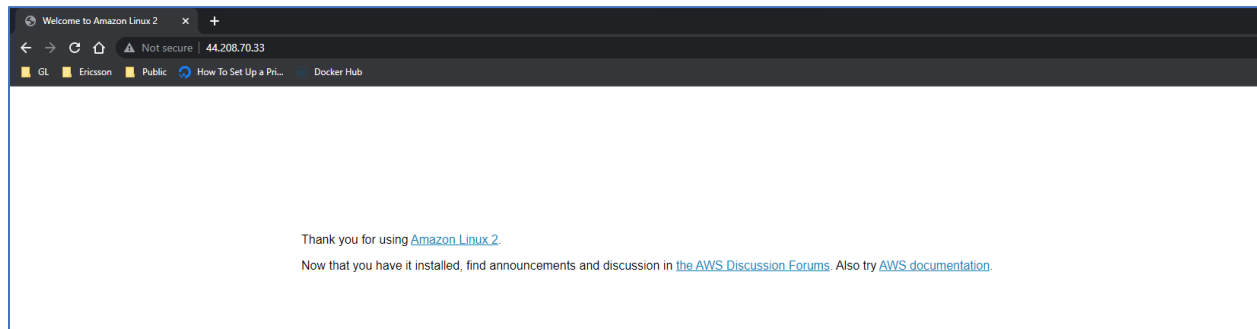 Welcome to Amazon Linux 2
Not secure | 44.208.70.33
GL Ericsson Public How To Set Up a Pri... Docker Hub
Thank you for using Amazon Linux 2.
Now that you have it installed, find announcements and discussion in the AWS Discussion Forums. Also try AWS documentation.